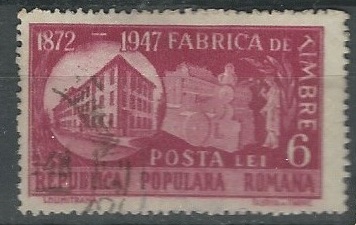 1872 - 1947 FABRICA DE TIMBRE
POSTA LEI 6
REPUBLICA POPULARA ROMANA